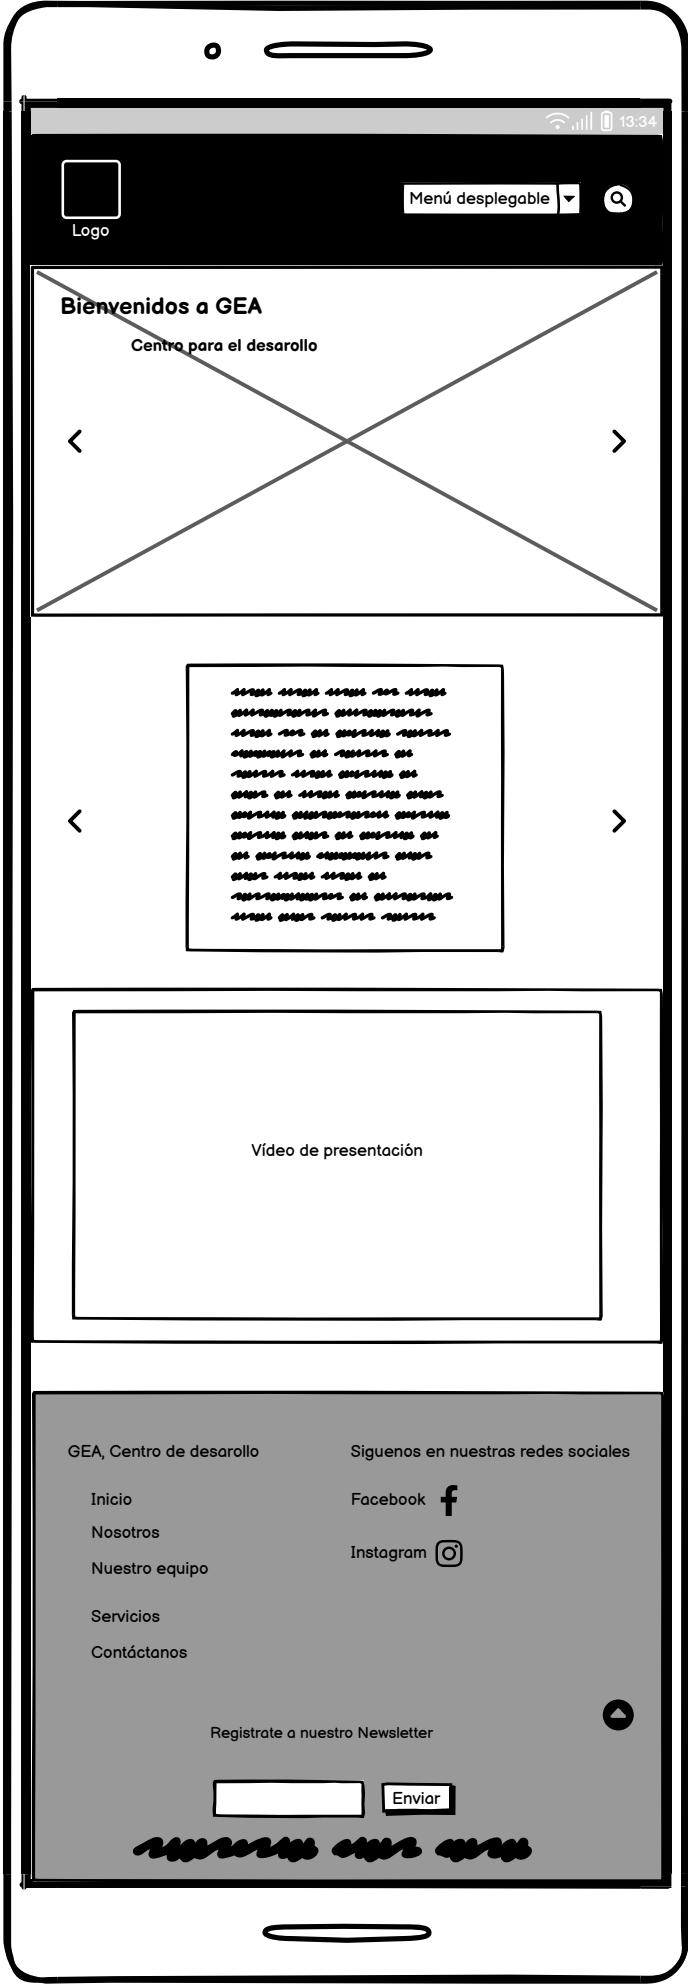 13:34
Logo
Menú desplegable
Bienvenidos a GEA
Centro para el desarollo
Vídeo de presentación
GEA, Centro de desarollo
Inicio
Nosotros
Nuestro equipo
Servicios
Contáctanos
Siguenos en nuestras redes sociales
Facebook
Instagram
Registrate a nuestro Newsletter
Enviar